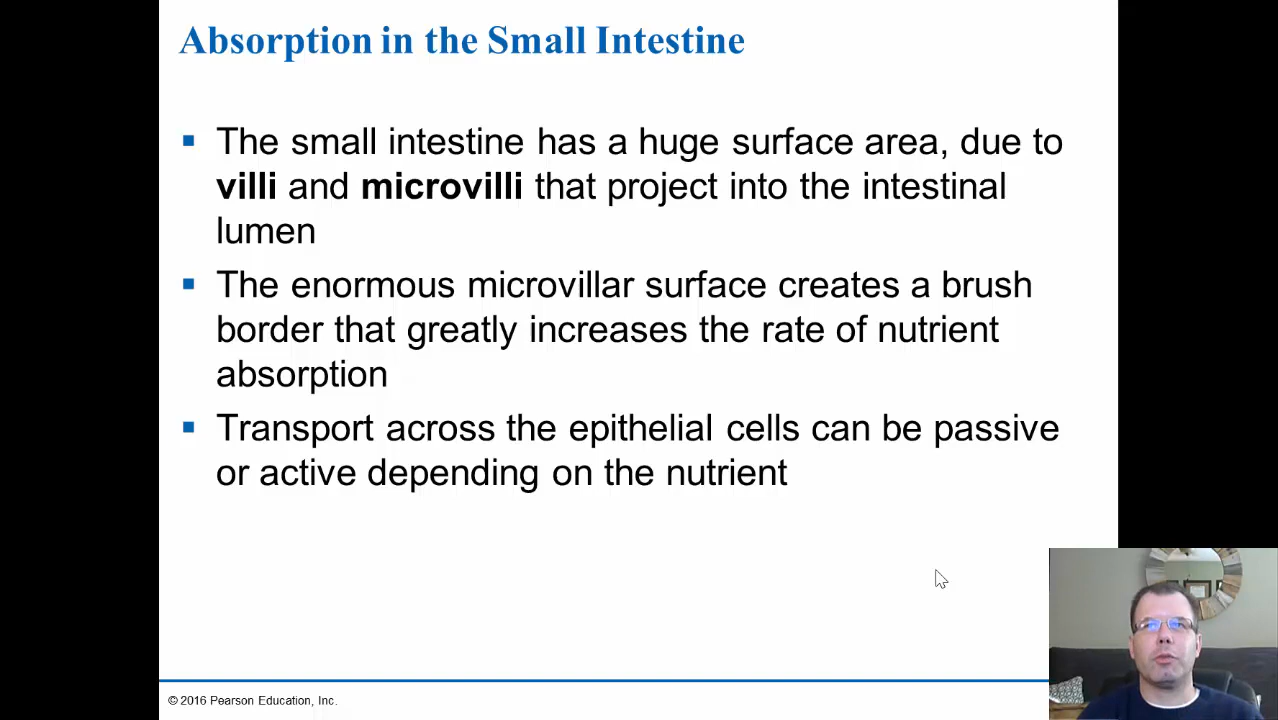 Absorption in the Small Intestine
▪ The small intestine has a huge surface area, due to
villi and microvilli that project into the intestinal
lumen
▪ The enormous microvillar surface creates a brush
border that greatly increases the rate of nutrient
absorption
▪ Transport across the epithelial cells can be passive
or active depending on the nutrient
© 2016 Pearson Education, Inc.